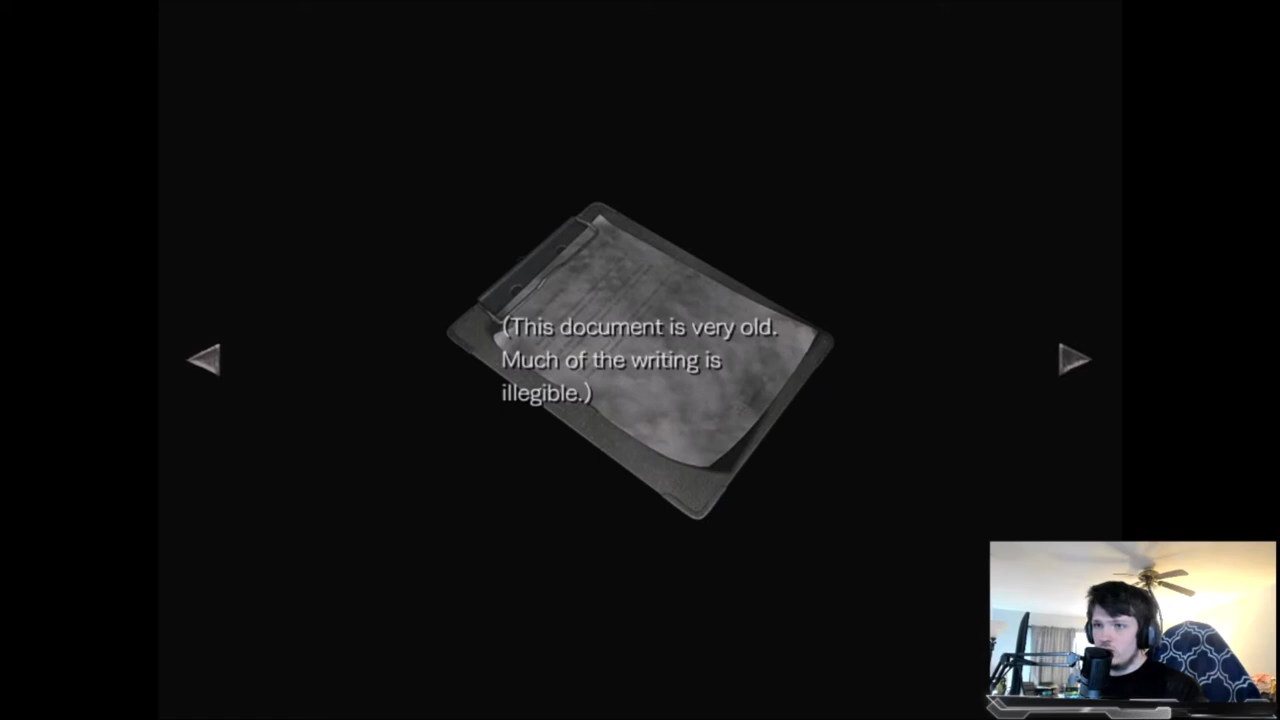 (This document is very old.
Much of the writing is
illegible.)